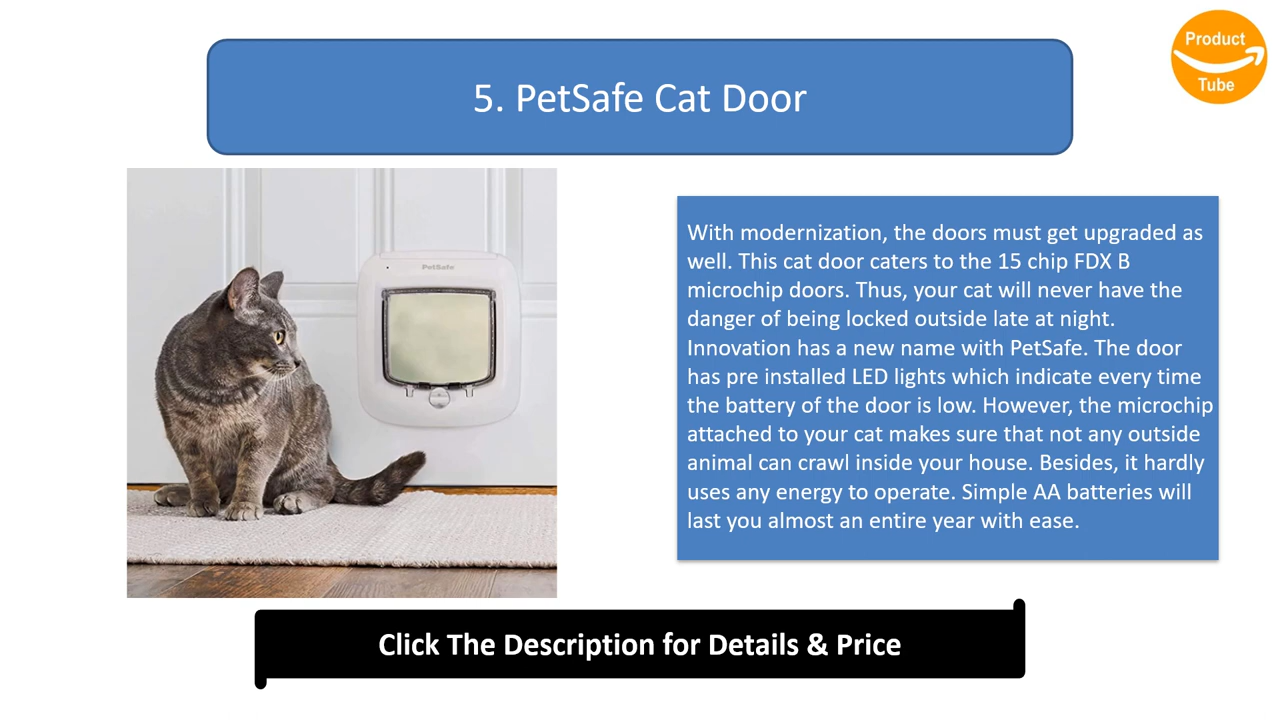 Product
Tube
5. PetSafe Cat Door
PetSafe
With modernization, the doors must get upgraded as
well. This cat door caters to the 15 chip FDX B
microchip doors. Thus, your cat will never have the
danger of being locked outside late at night.
Innovation has a new name with PetSafe. The door
has pre installed LED lights which indicate every time
the battery of the door is low. However, the microchip
attached to your cat makes sure that not any outside
animal can crawl inside your house. Besides, it hardly
uses any energy to operate. Simple AA batteries will
last you almost an entire year with ease.
Click The Description for Details & Price